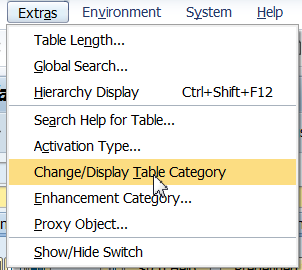 Extras Environment System Help
Table Length...
Global Search...
Hierarchy Display Ctrl+Shift+F12
Search Help for Table...
Activation Type...
Change/Display Table Category
Enhancement Category...
Proxy Object...
Show/Hide Switch